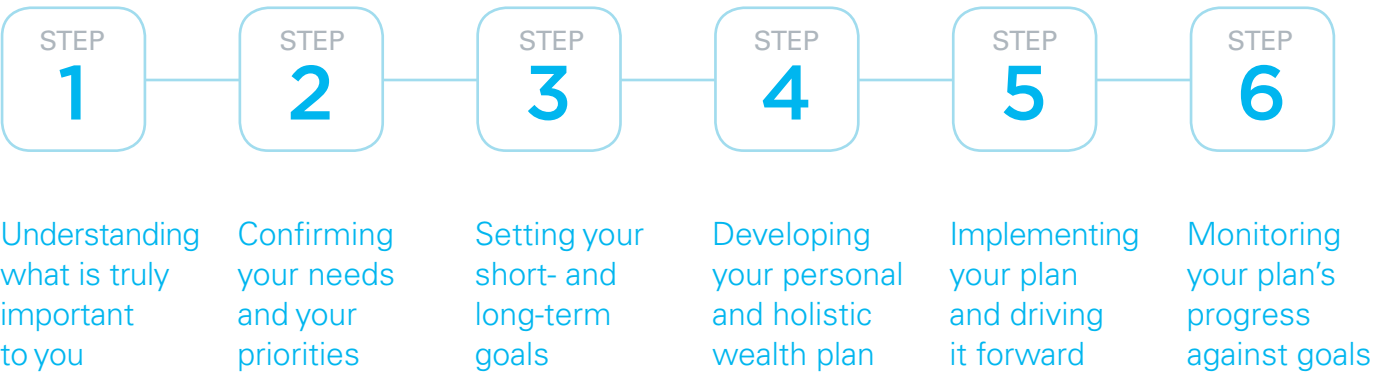 STEP
1
STEP
2
STEP
3
STEP
4
STEP
5
STEP
6
Understanding
what is truly
important
to you
Confirming
your needs
and your
priorities
Setting your
short- and
long-term
goals
Developing
your personal
and holistic
wealth plan
Implementing
your plan
and driving
it forward
Monitoring
your plan’s
progress
against goals